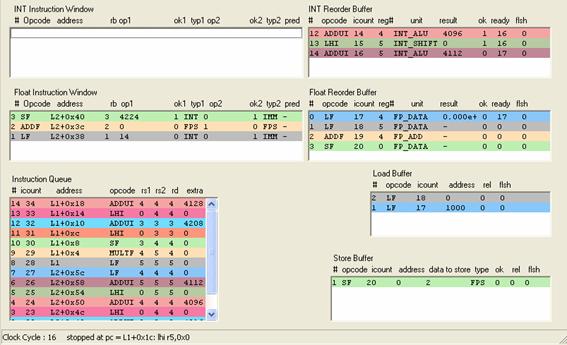 INT Instruction Window
# Opcode address rb op1 ok1 typ1 op2 ok2 typ2 pred
INT Reorder Buffer
# opcode icount reg# unit result ok ready flsh
12 ADDUI 14 4 INT_ALU 4096 1 16 0
13 LHI 15 5 INT_SHIFT 0 1 16 0
14 ADDUI 16 5 INT_ALU 4112 0 17 0
Float Instruction Window
# Opcode address rb op1 ok1 typ1 op2 ok2 typ2 pred
3 SF L2+0x40 3 4224 1 INT 0 1 IMM -
2 ADDF L2+0x3c 2 0 0 FPS 1 0 FPS -
1 LF L2+0x38 1 14 0 INT 0 1 IMM -
Float Reorder Buffer
# opcode icount reg# unit result ok ready flsh
0 LF 17 4 FP_DATA 0.000e+ 0 17 0
1 LF 18 5 FP_DATA - 0 0 0
2 ADDF 19 4 FP_ADD - 0 0 0
3 SF 20 0 FP_DATA - 0 0 0
Instruction Queue
# icount address opcode rs1 rs2 rd extra
14 34 L1+0x18 ADDUI 4 4 4 4128
13 33 L1+0x14 LHI 0 4 4 0
12 32 L1+0x10 ADDUI 3 3 3 4208
11 31 L1+0xc LHI 0 3 3 0
10 30 L1+0x8 SF 3 4 4 0
9 29 L1+0x4 MULTF 4 5 4 0
8 28 L1 LF 5 5 5 0
7 27 L2+0x5c LF 4 4 4 0
6 26 L2+0x58 ADDUI 5 5 5 4112
5 25 L2+0x54 LHI 0 5 5 0
4 24 L2+0x50 ADDUI 4 4 4 4096
3 23 L2+0x4c LHI 0 4 4 0
Load Buffer
# opcode icount address rel flsh
2 LF 18 0 0 0
1 LF 17 1000 0 0
Store Buffer
# opcode icount address data to store type ok rel flsh
1 SF 20 0 2 FPS 0 0 0
Clock Cycle : 16 stopped at pc = L1+0x1c: lhi r5,0x0